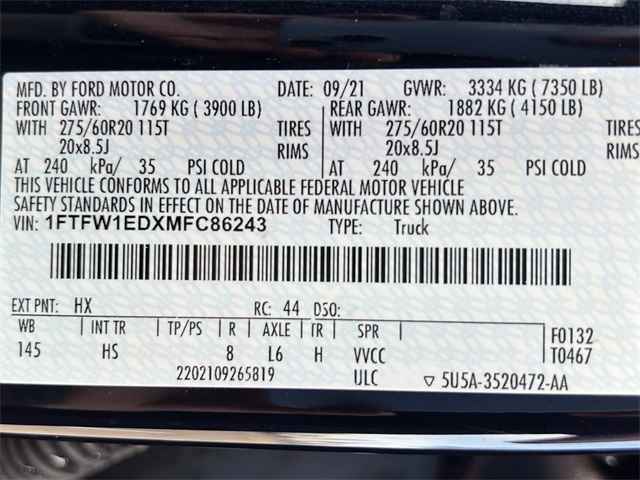 MFD. BY FORD MOTOR CO. DATE: 09/21 GVWR: 3334 KG ( 7350 LB)
FRONT GAWR: 1769 KG ( 3900 LB) REAR GAWR: 1882 KG ( 4150 LB)
WITH 275/60R20 115T TIRES WITH 275/60R20 115T TIRES
20x8.5J RIMS 20x8.5J RIMS
AT 240 kPa/ 35 PSI COLD AT 240 kPa/ 35 PSI COLD
THIS VEHICLE CONFORMS TO ALL APPLICABLE FEDERAL MOTOR VEHICLE
SAFETY STANDARDS IN EFFECT ON THE DATE OF MANUFACTURE SHOWN ABOVE.
VIN: 1FTFW1EDXMFC86243 TYPE: Truck
EXT PNT: HX RC: 44 DSO:
WB INT TR TP/PS R AXLE TR SPR F0132
145 HS 8 L6 H VVCC T0467
2202109265819 ULC ▽ 5U5A-3520472-AA